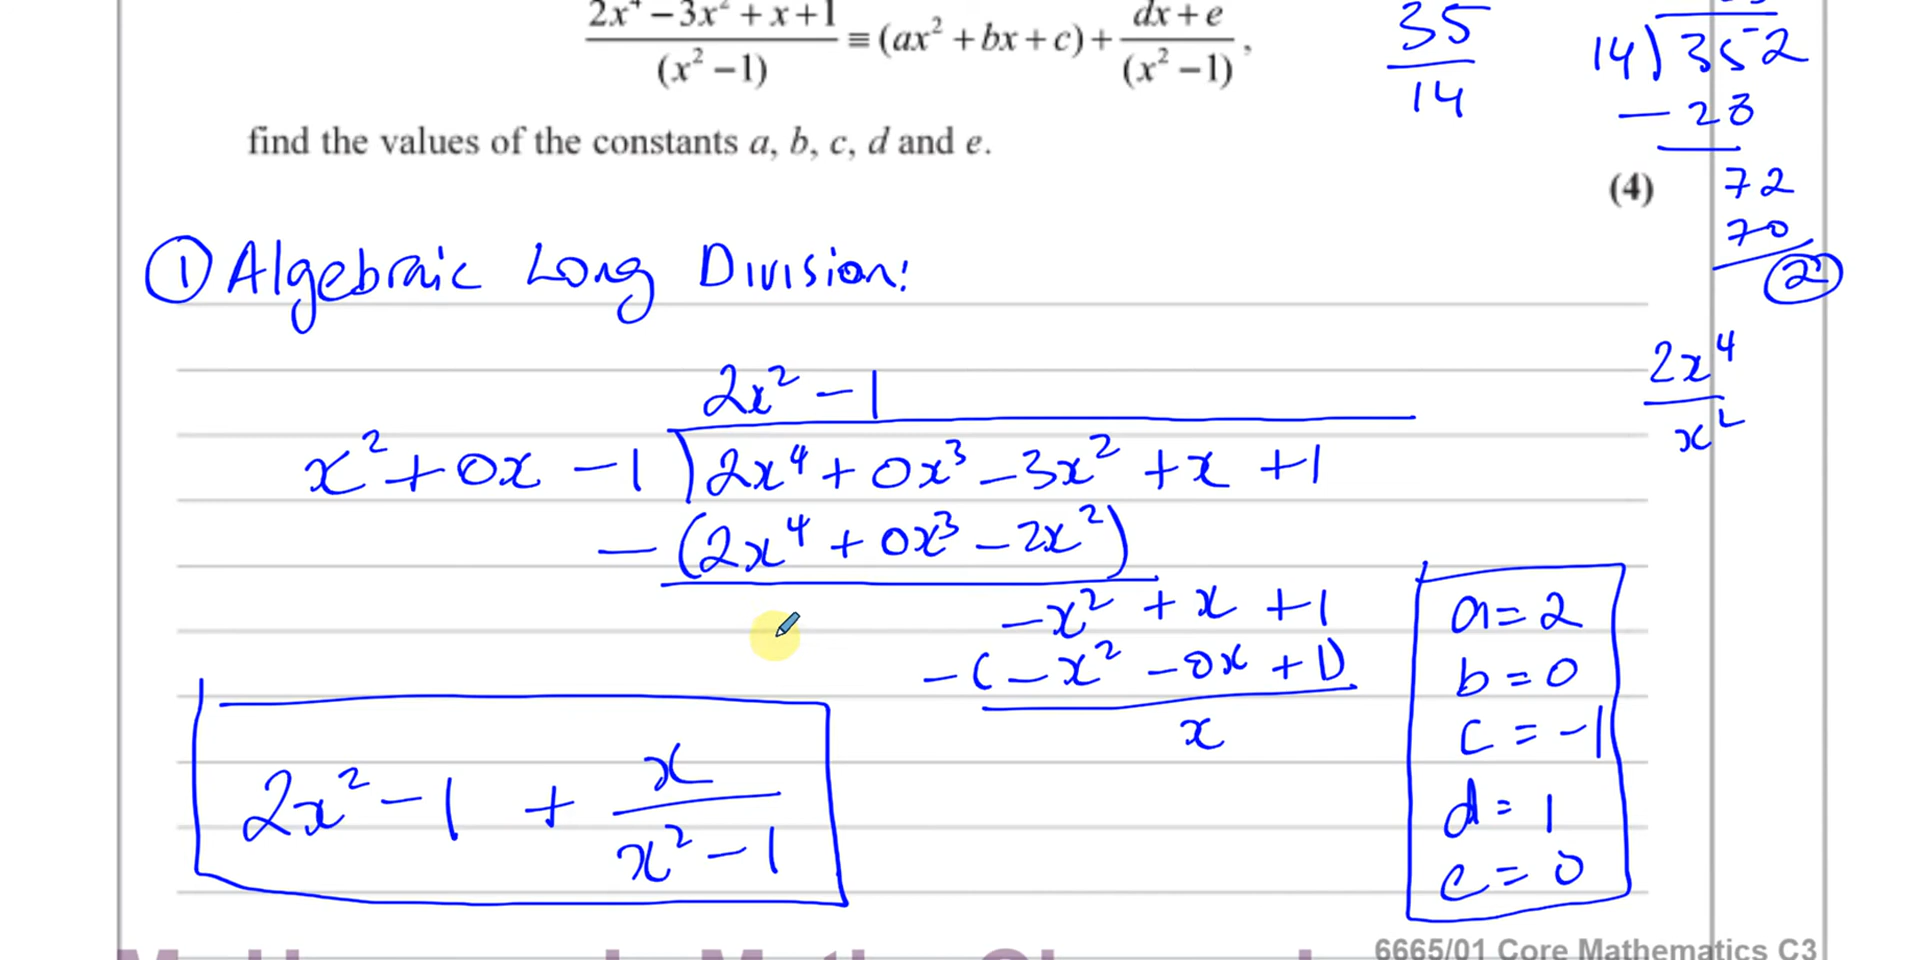 2x⁴ − 3x² + x + 1 / (x² − 1) ≡ (ax² + bx + c) + dx + e / (x² − 1),
find the values of the constants a, b, c, d and e.
(4)
35 / 14
14) 352
− 28
72
70
2
① Algebraic Long Division:
2x⁴ / x²
2x² − 1
x² + 0x − 1 ) 2x⁴ + 0x³ − 3x² + x + 1
− (2x⁴ + 0x³ − 2x²)
− x² + x + 1
− (− x² − 0x + 1)
x
2x² − 1 + x / x² − 1
a = 2
b = 0
c = −1
d = 1
e = 0
6665/01 Core Mathematics C3